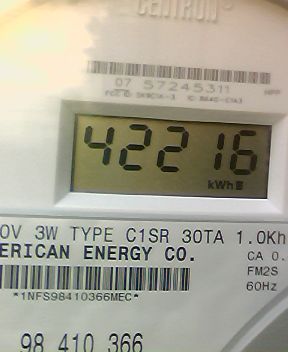 CENTRON
07 57245311
42216
kWh
0V 3W TYPE C1SR 30TA 1.0Kh
ERICAN ENERGY CO. CA 0.
FM2S
*1NFS98410366MEC* 60Hz
98 410 366